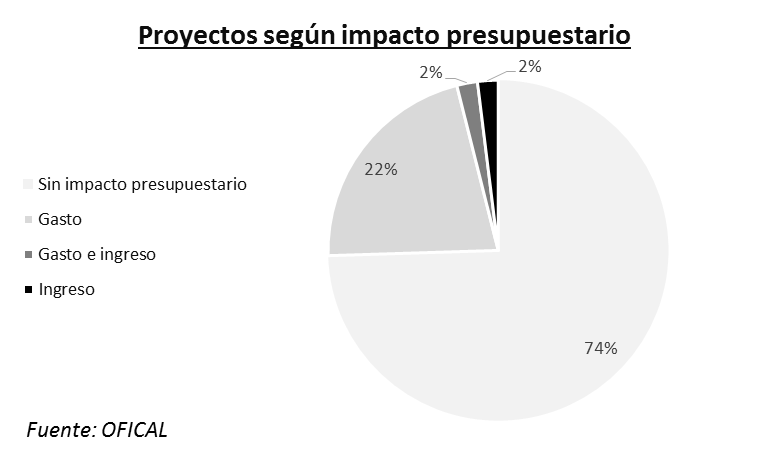 Proyectos según impacto presupuestario
2%
2%
22%
Sin impacto presupuestario
Gasto
Gasto e ingreso
Ingreso
74%
Fuente: OFICAL